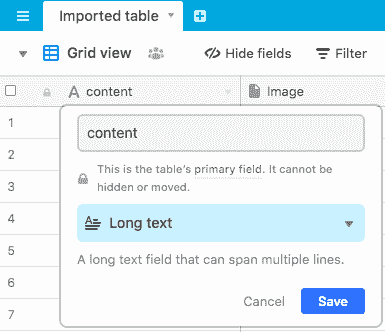 Imported table
Grid view
Hide fields
Filter
A content
Image
1
content
2
This is the table's primary field. It cannot be
hidden or moved.
3
4
Long text
5
A long text field that can span multiple lines.
6
Cancel
Save
7